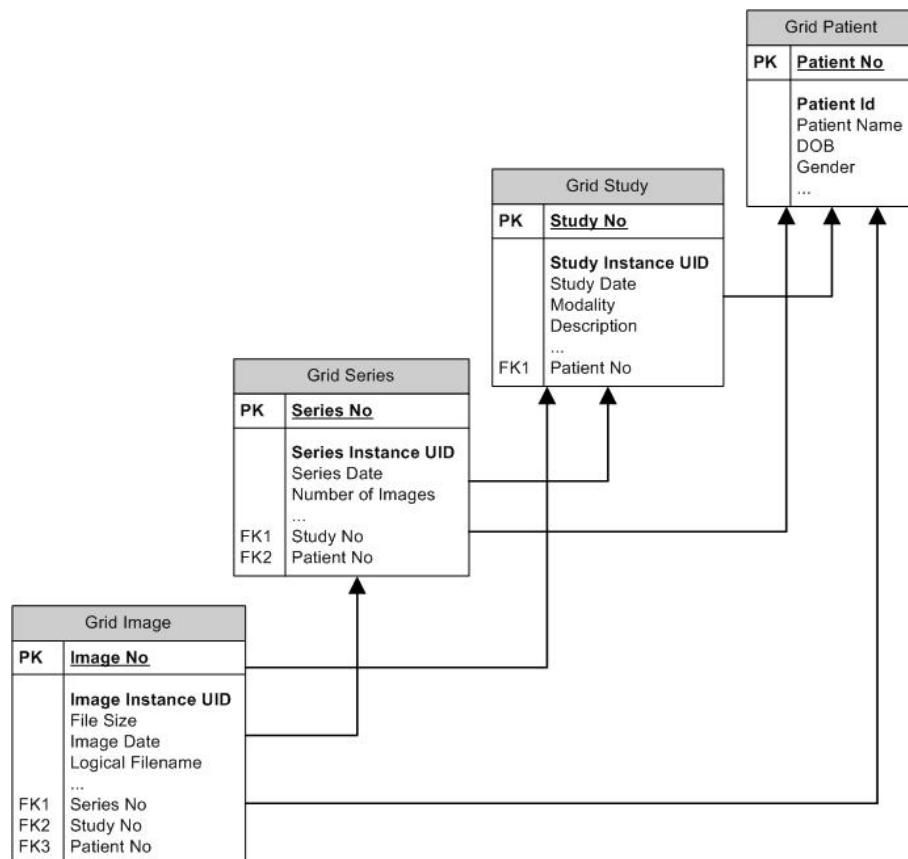 Grid Patient
PK Patient No
Patient Id
Patient Name
DOB
Gender
...
Grid Study
PK Study No
Study Instance UID
Study Date
Modality
Description
...
FK1 Patient No
Grid Series
PK Series No
Series Instance UID
Series Date
Number of Images
...
FK1 Study No
FK2 Patient No
Grid Image
PK Image No
Image Instance UID
File Size
Image Date
Logical Filename
...
FK1 Series No
FK2 Study No
FK3 Patient No